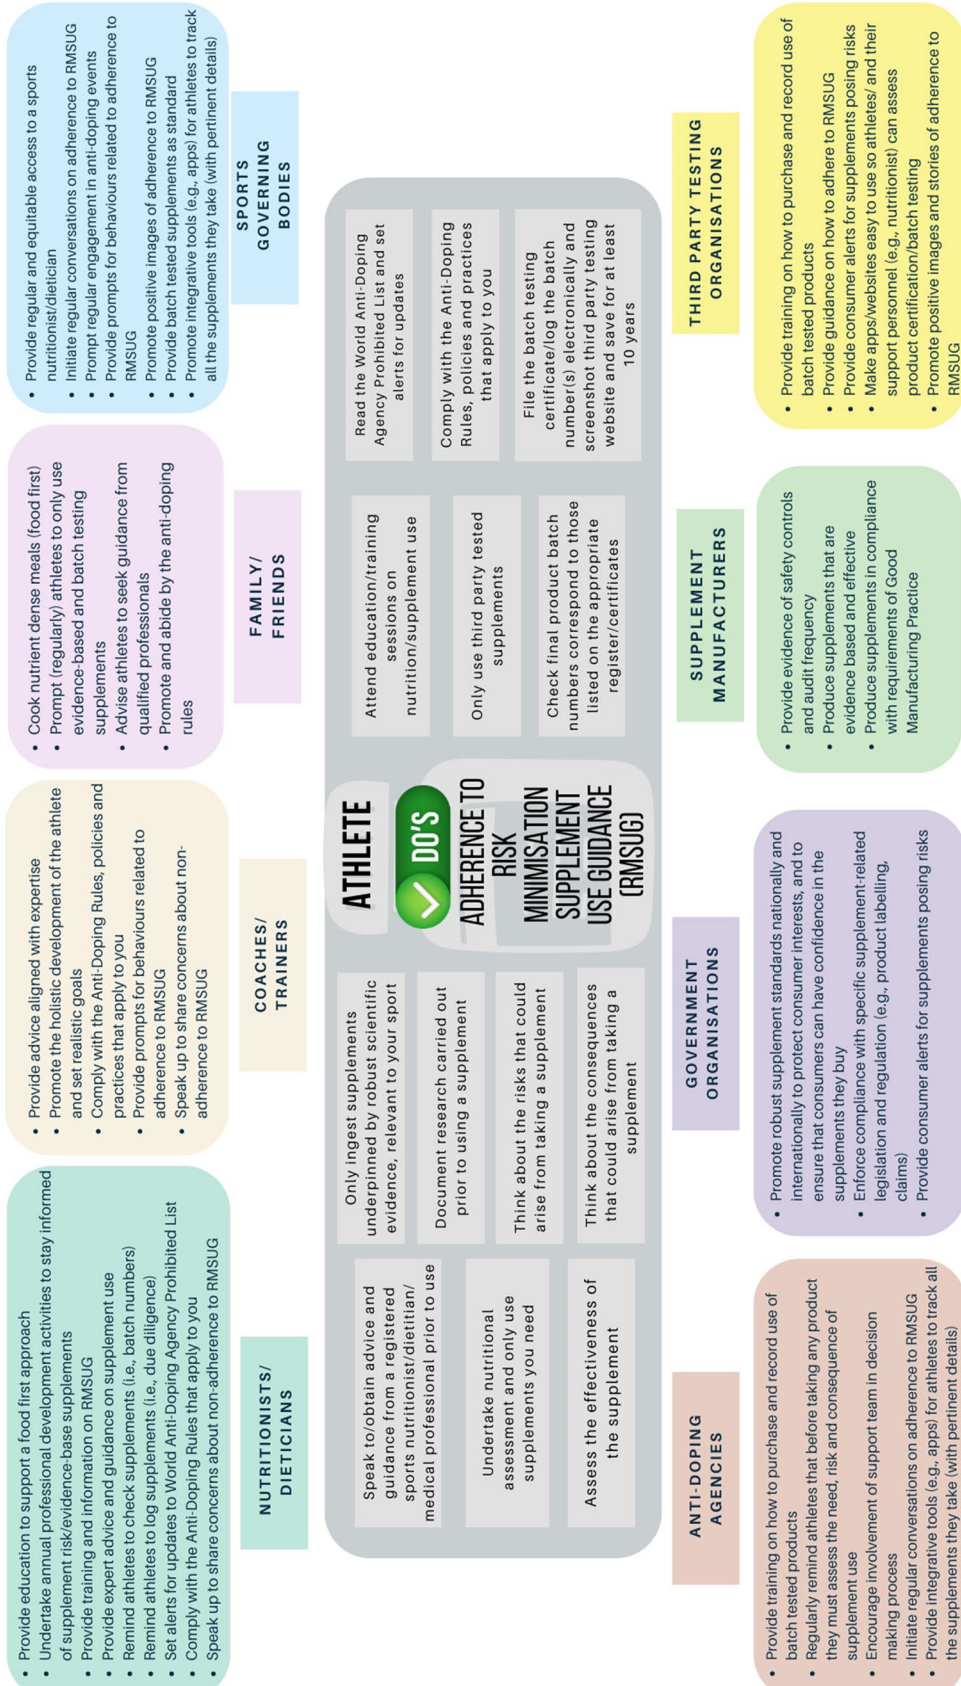 Provide education to support a food first approach
Undertake annual professional development activities to stay informed
of supplement risk/evidence-base supplements
Provide training and information on RMSUG
Provide expert advice and guidance on supplement use
Remind athletes to check supplements (i.e., batch numbers)
Remind athletes to log supplements (i.e., due diligence)
Set alerts for updates to World Anti-Doping Agency Prohibited List
Comply with the Anti-Doping Rules that apply to you
Speak up to share concerns about non-adherence to RMSUG
NUTRITIONISTS/
DIETICIANS
Provide advice aligned with expertise
Promote the holistic development of the athlete
and set realistic goals
Comply with the Anti-Doping Rules, policies and
practices that apply to you
Provide prompts for behaviours related to
adherence to RMSUG
Speak up to share concerns about non-
adherence to RMSUG
COACHES/
TRAINERS
Cook nutrient dense meals (food first)
Prompt (regularly) athletes to only use
evidence-based and batch testing
supplements
Advise athletes to seek guidance from
qualified professionals
Promote and abide by the anti-doping
rules
FAMILY/
FRIENDS
Provide regular and equitable access to a sports
nutritionist/dietician
Initiate regular conversations on adherence to RMSUG
Prompt regular engagement in anti-doping events
Provide prompts for behaviours related to adherence to
RMSUG
Promote positive images of adherence to RMSUG
Provide batch tested supplements as standard
Promote integrative tools (e.g., apps) for athletes to track
all the supplements they take (with pertinent details)
SPORTS
GOVERNING
BODIES
Speak to/obtain advice and
guidance from a registered
sports nutritionist/dietitian/
medical professional prior to use
Undertake nutritional
assessment and only use
supplements you need
Assess the effectiveness of
the supplement
Only ingest supplements
underpinned by robust scientific
evidence, relevant to your sport
Document research carried out
prior to using a supplement
Think about the risks that could
arise from taking a supplement
Think about the consequences
that could arise from taking a
supplement
ATHLETE
DO'S
ADHERENCE TO
RISK
MINIMISATION
SUPPLEMENT
USE GUIDANCE
(RMSUG)
Attend education/training
sessions on
nutrition/supplement use
Only use third party tested
supplements
Check final product batch
numbers correspond to those
listed on the appropriate
register/certificates
Read the World Anti-Doping
Agency Prohibited List and set
alerts for updates
Comply with the Anti-Doping
Rules, policies and practices
that apply to you
File the batch testing
certificate/log the batch
number(s) electronically and
screenshot third party testing
website and save for at least
10 years
ANTI-DOPING
AGENCIES
Provide training on how to purchase and record use of
batch tested products
Regularly remind athletes that before taking any product
they must assess the need, risk and consequence of
supplement use
Encourage involvement of support team in decision
making process
Initiate regular conversations on adherence to RMSUG
Provide integrative tools (e.g., apps) for athletes to track all
the supplements they take (with pertinent details)
GOVERNMENT
ORGANISATIONS
Promote robust supplement standards nationally and
internationally to protect consumer interests, and to
ensure that consumers can have confidence in the
supplements they buy
Enforce compliance with specific supplement-related
legislation and regulation (e.g., product labelling,
claims)
Provide consumer alerts for supplements posing risks
SUPPLEMENT
MANUFACTURERS
Provide evidence of safety controls
and audit frequency
Produce supplements that are
evidence based and effective
Produce supplements in compliance
with requirements of Good
Manufacturing Practice
THIRD PARTY TESTING
ORGANISATIONS
Provide training on how to purchase and record use of
batch tested products
Provide guidance on how to adhere to RMSUG
Provide consumer alerts for supplements posing risks
Make apps/websites easy to use so athletes/ and their
support personnel (e.g., nutritionist) can assess
product certification/batch testing
Promote positive images and stories of adherence to
RMSUG